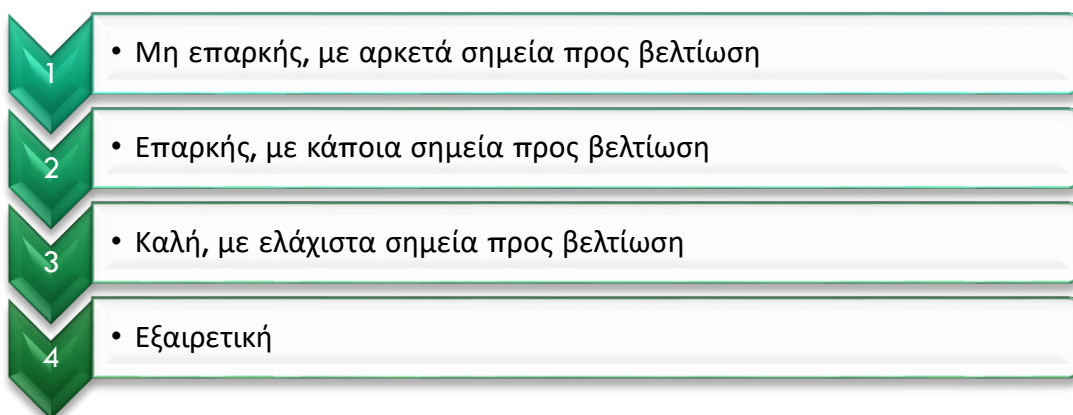 1
• Μη επαρκής, με αρκετά σημεία προς βελτίωση
2
• Επαρκής, με κάποια σημεία προς βελτίωση
3
• Καλή, με ελάχιστα σημεία προς βελτίωση
4
• Εξαιρετική